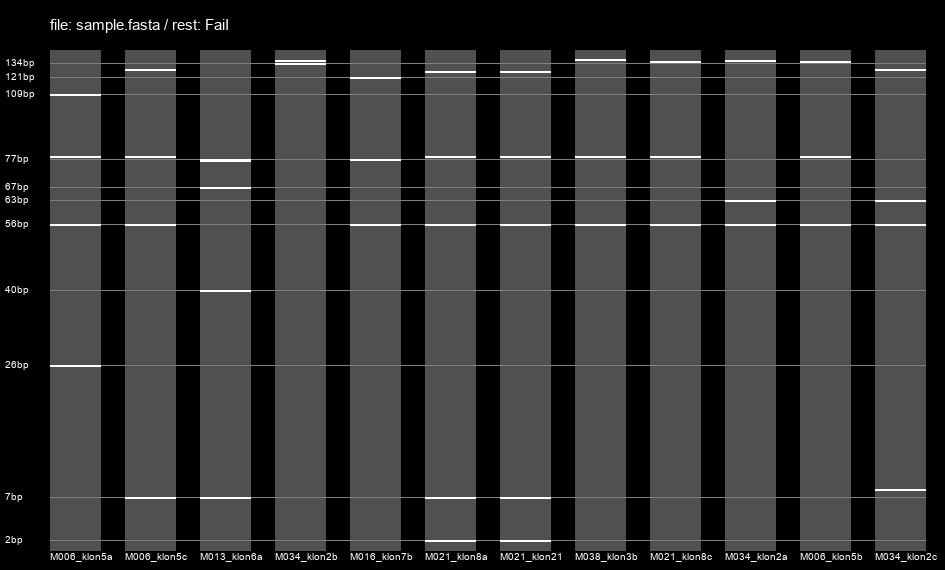 file: sample.fasta / rest: Fail
134bp
121bp
109bp
77bp
67bp
63bp
56bp
40bp
26bp
7bp
2bp
M006_klon5a M006_klon5c M013_klon6a M034_klon2b M016_klon7b M021_klon8a M021_klon21 M038_klon3b M021_klon8c M034_klon2a M006_klon5b M034_klon2c